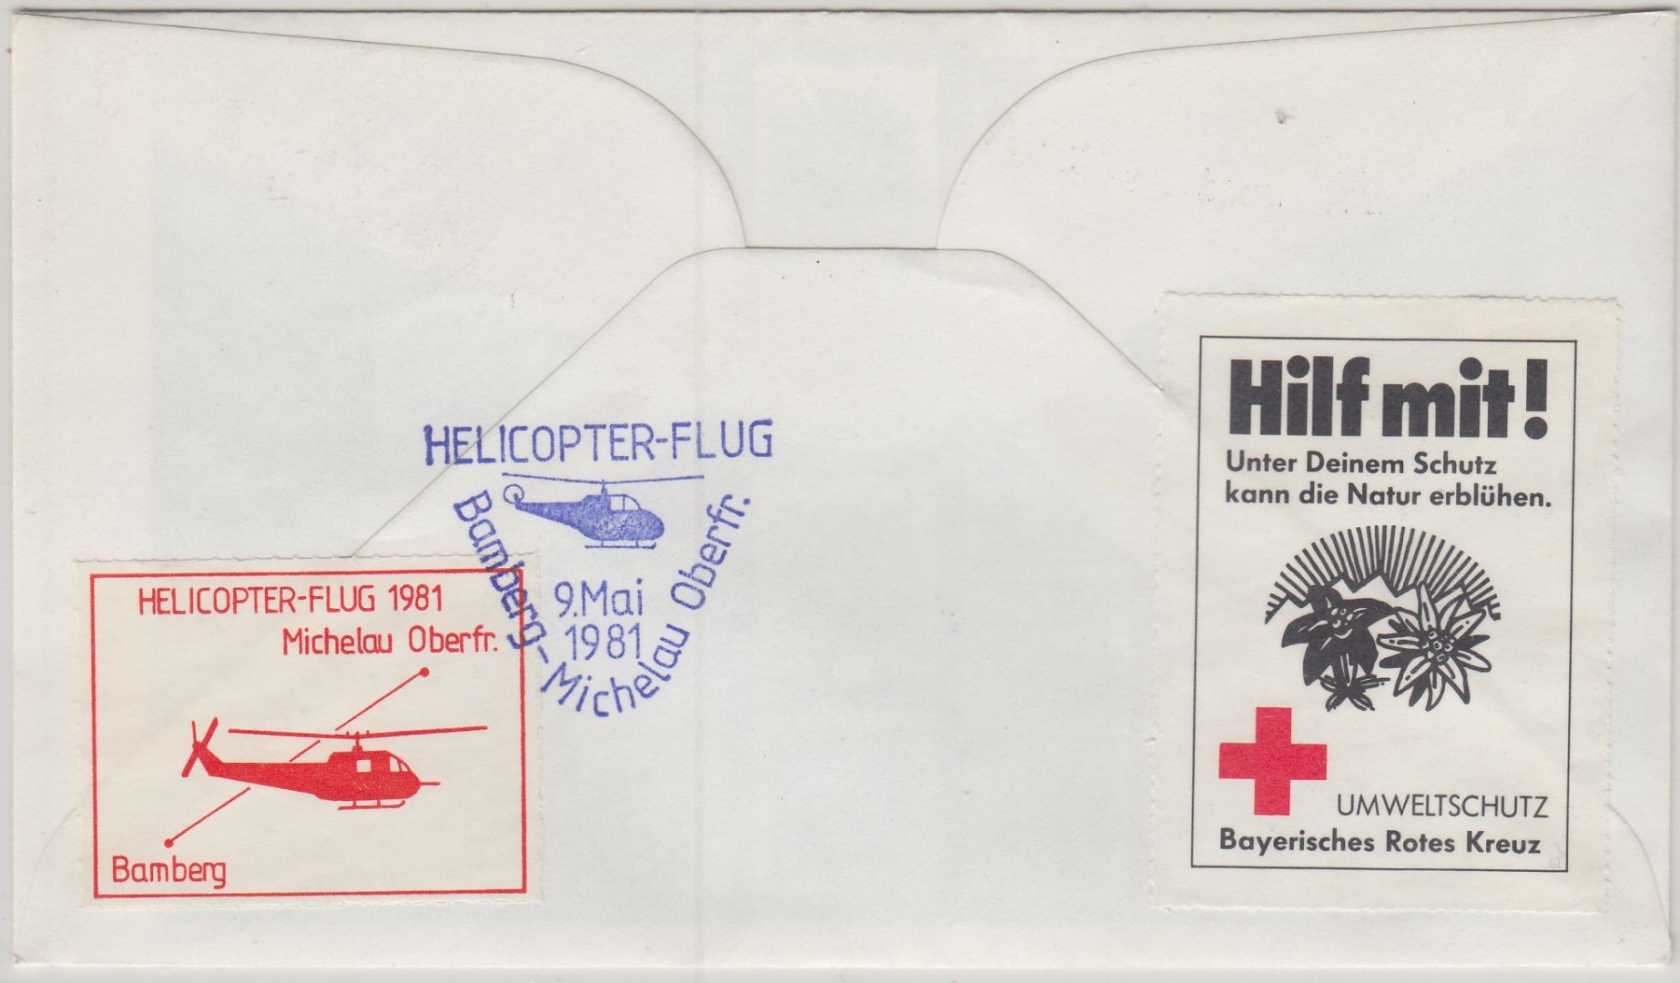 HELICOPTER-FLUG
Bamberg-Michelau Oberfr.
9.Mai
1981
HELICOPTER-FLUG 1981
Michelau Oberfr.
Bamberg
Hilf mit!
Unter Deinem Schutz
kann die Natur erblühen.
UMWELTSCHUTZ
Bayerisches Rotes Kreuz